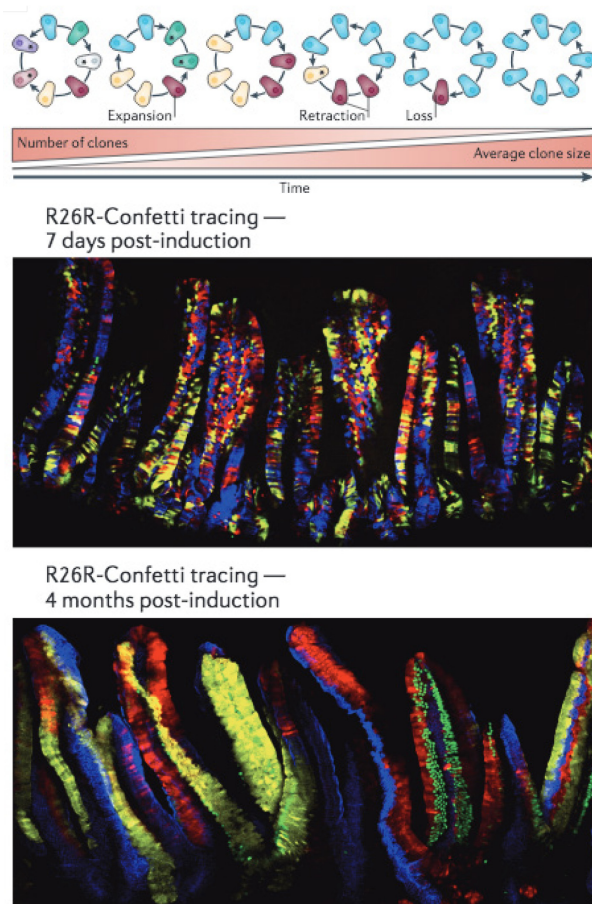 Expansion
Retraction
Loss
Number of clones
Average clone size
Time
R26R-Confetti tracing —
7 days post-induction
R26R-Confetti tracing —
4 months post-induction